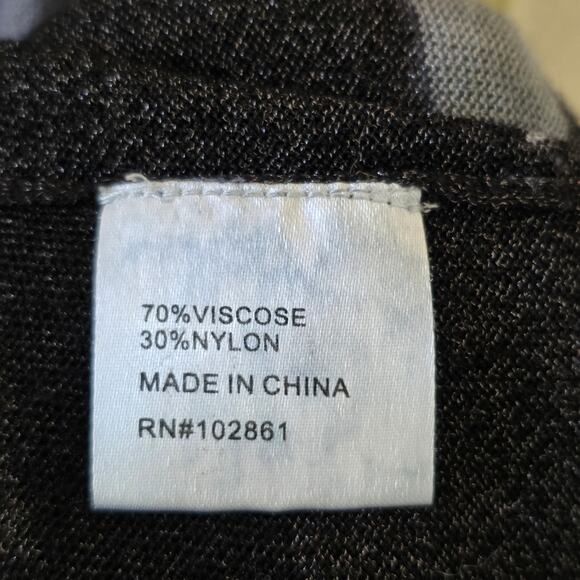 70%VISCOSE
30%NYLON
MADE IN CHINA
RN#102861